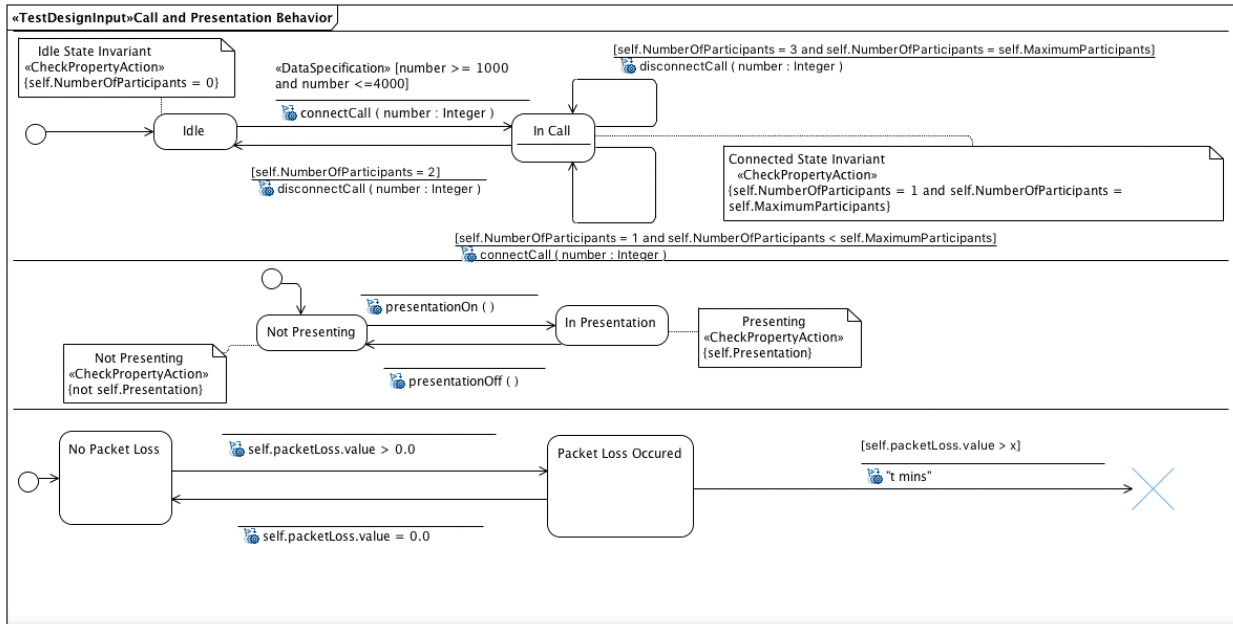 «TestDesignInput»Call and Presentation Behavior
Idle State Invariant
«CheckPropertyAction»
{self.NumberOfParticipants = 0}
«DataSpecification» [number >= 1000
and number <=4000]
connectCall ( number : Integer )
[self.NumberOfParticipants = 3 and self.NumberOfParticipants = self.MaximumParticipants]
disconnectCall ( number : Integer )
Idle
In Call
[self.NumberOfParticipants = 2]
disconnectCall ( number : Integer )
Connected State Invariant
«CheckPropertyAction»
{self.NumberOfParticipants = 1 and self.NumberOfParticipants =
self.MaximumParticipants}
[self.NumberOfParticipants = 1 and self.NumberOfParticipants < self.MaximumParticipants]
connectCall ( number : Integer )
presentationOn ( )
Not Presenting
In Presentation
Presenting
«CheckPropertyAction»
{self.Presentation}
Not Presenting
«CheckPropertyAction»
{not self.Presentation}
presentationOff ( )
No Packet Loss
self.packetLoss.value > 0.0
Packet Loss Occured
[self.packetLoss.value > x]
"t mins"
self.packetLoss.value = 0.0